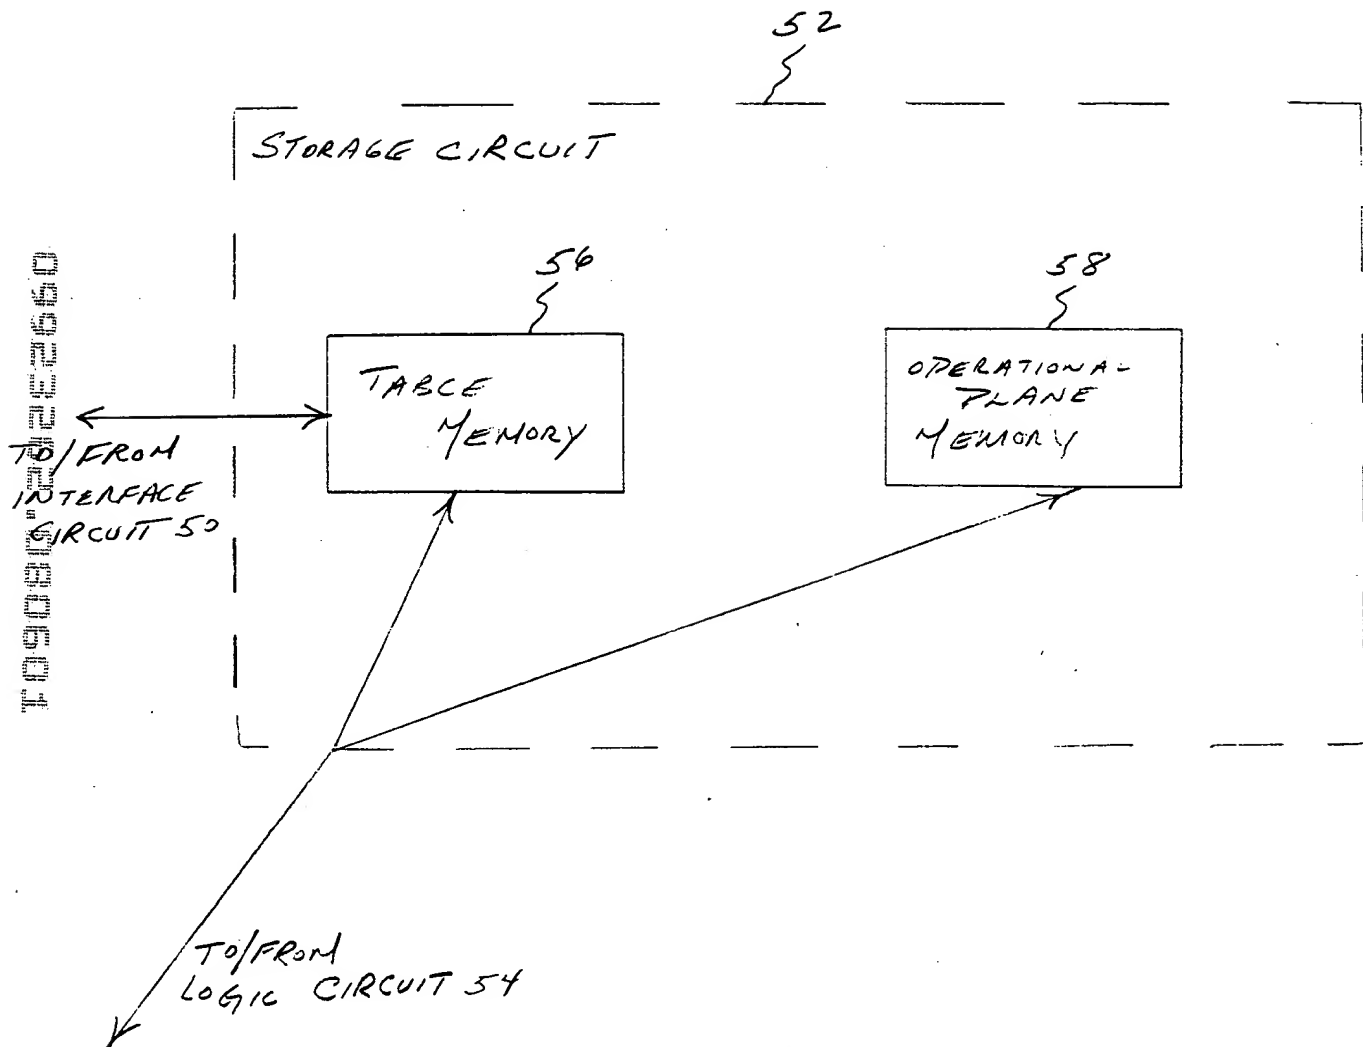 52
STORAGE CIRCUIT
56
58
TABLE
MEMORY
OPERATIONAL
PLANE
MEMORY
TO/FROM
INTERFACE
CIRCUIT 50
TO/FROM
LOGIC CIRCUIT 54